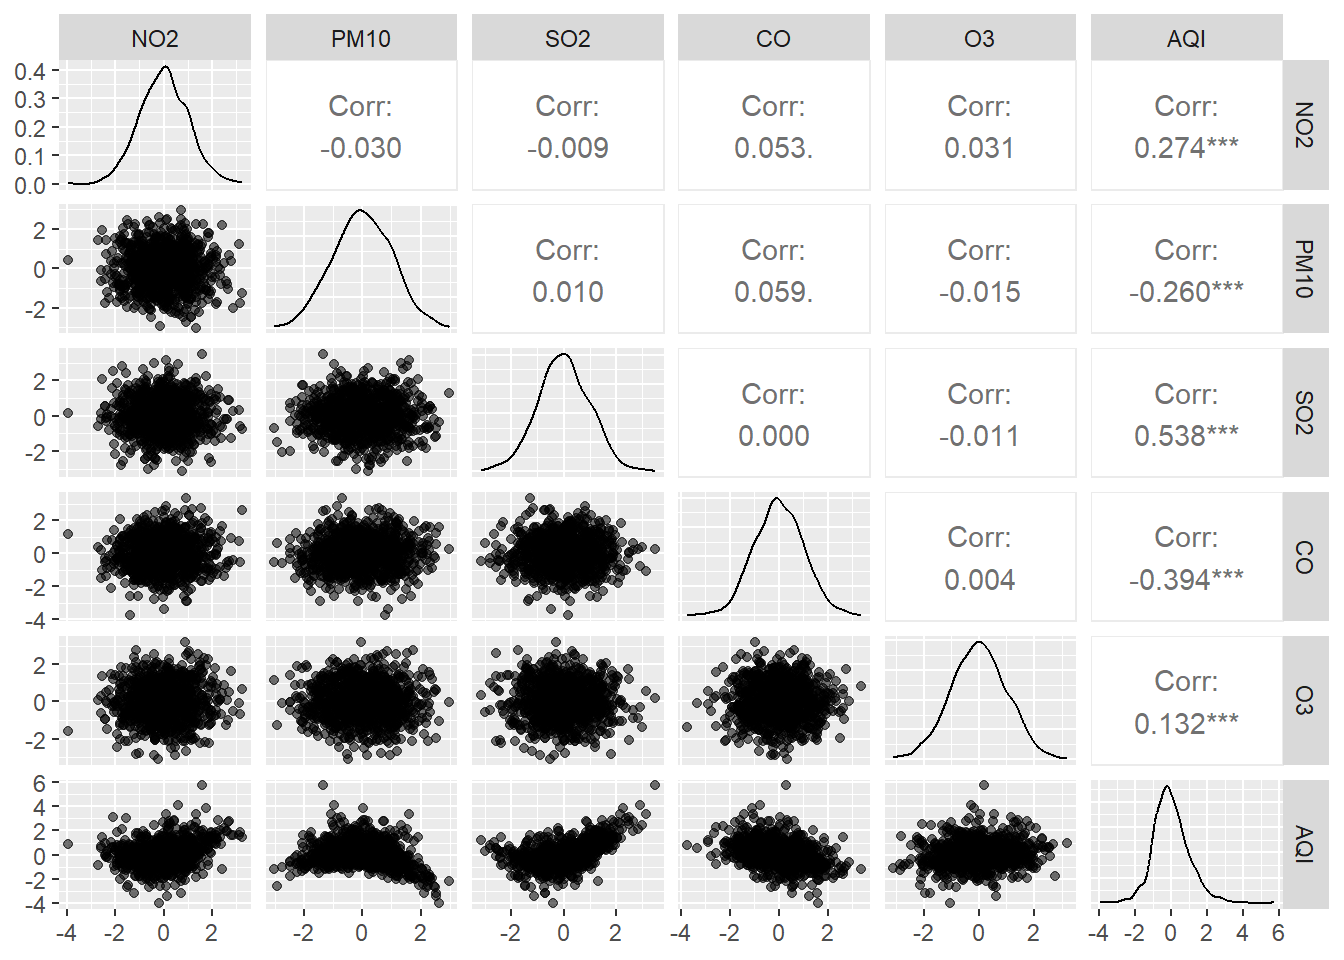 NO2 PM10 SO2 CO O3 AQI
0.4
0.3
0.2
0.1
0.0
Corr:
-0.030
Corr:
-0.009
Corr:
0.053.
Corr:
0.031
Corr:
0.274***
NO2
2
0
-2
Corr:
0.010
Corr:
0.059.
Corr:
-0.015
Corr:
-0.260***
PM10
2
0
-2
Corr:
0.000
Corr:
-0.011
Corr:
0.538***
SO2
2
0
-2
-4
Corr:
0.004
Corr:
-0.394***
CO
2
0
-2
Corr:
0.132***
O3
6
4
2
0
-2
-4
AQI
-4 -2 0 2 -2 0 2 -2 0 2 -4 -2 0 2 -2 0 2 -4 -2 0 2 4 6